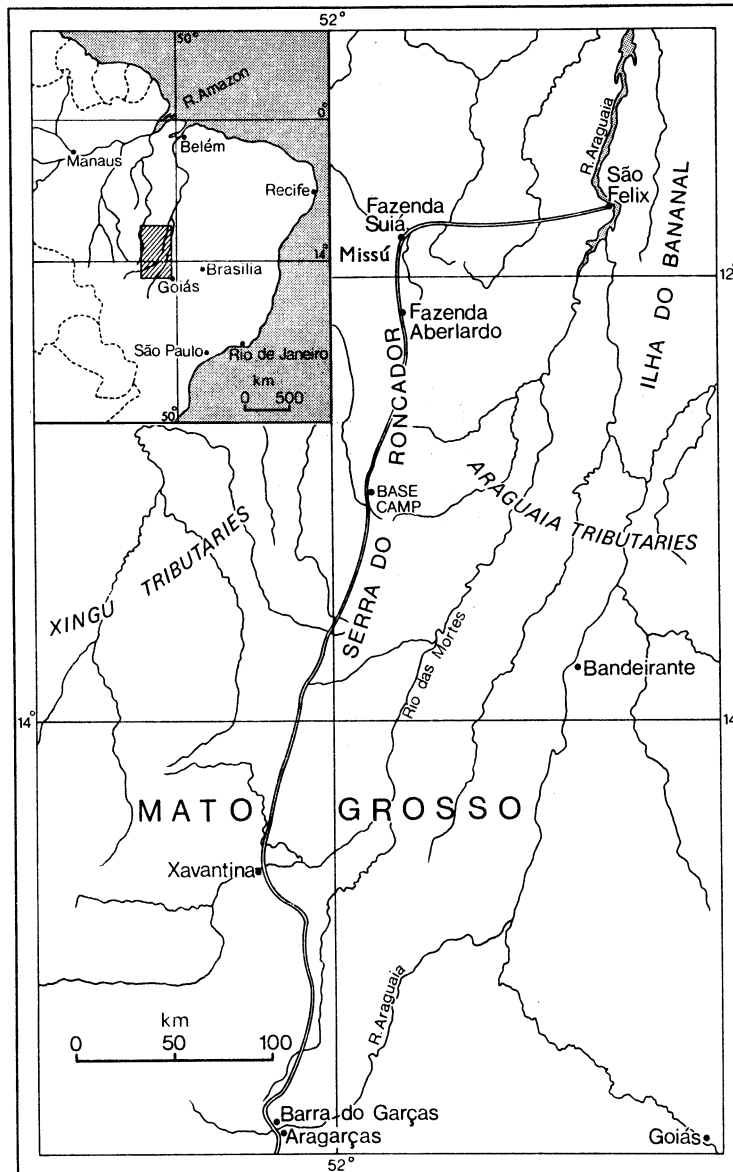 52°
50°
R. Amazon
0°
Manaus
Belém
Recife
14°
Brasilia
Goiás
São Paulo
Rio de Janeiro
km
0 500
50°
R. Araguaia
São
Felix
Fazenda
Suiá
Missú
12°
Fazenda
Aberlardo
ILHA DO BANANAL
SERRA DO RONCADOR
BASE
CAMP
ARAGUAIA TRIBUTARIES
XINGU TRIBUTARIES
Rio das Mortes
Bandeirante
14°
14
MATO GROSSO
Xavantina
km
0 50 100
R. Araguaia
Barra do Garças
Aragarças
Goiás
52°